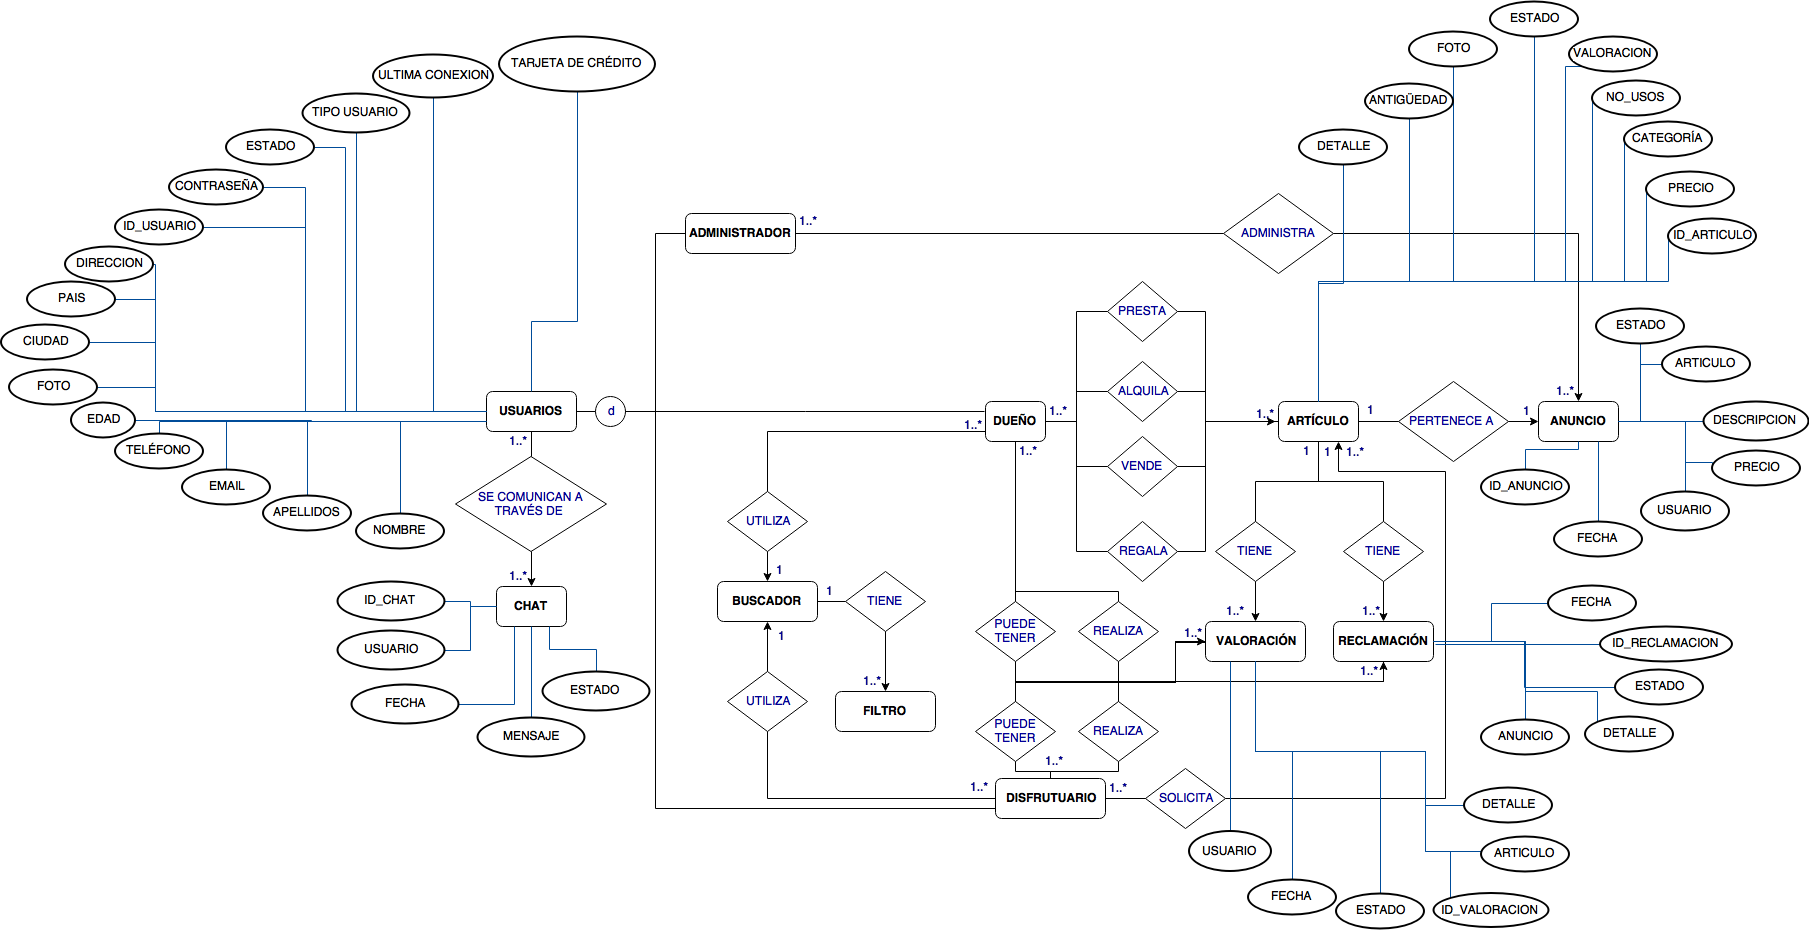 ESTADO
FOTO
VALORACION
TARJETA DE CRÉDITO
ULTIMA CONEXION
ANTIGÜEDAD
NO_USOS
TIPO USUARIO
CATEGORÍA
ESTADO
DETALLE
CONTRASEÑA
PRECIO
ID_USUARIO
ADMINISTRADOR
1..*
ADMINISTRA
ID_ARTICULO
DIRECCION
PAIS
PRESTA
ESTADO
CIUDAD
ARTICULO
FOTO
ALQUILA
1..*
USUARIOS
d
DUEÑO
1..*
1..*
1..*
ARTÍCULO
1
PERTENECE A
1
ANUNCIO
DESCRIPCION
EDAD
TELÉFONO
1..*
1..*
1
1
1..*
VENDE
PRECIO
EMAIL
SE COMUNICAN A
TRAVÉS DE
ID_ANUNCIO
APELLIDOS
USUARIO
NOMBRE
UTILIZA
FECHA
REGALA
TIENE
TIENE
1..*
1
ID_CHAT
CHAT
BUSCADOR
1
TIENE
1..*
1..*
FECHA
PUEDE
TENER
REALIZA
1..*
VALORACIÓN
RECLAMACIÓN
ID_RECLAMACION
USUARIO
1
1..*
1..*
ESTADO
ESTADO
FECHA
UTILIZA
FILTRO
PUEDE
TENER
REALIZA
MENSAJE
ANUNCIO
DETALLE
1..*
1..*
DISFRUTUARIO
1..*
SOLICITA
DETALLE
USUARIO
ARTICULO
FECHA
ESTADO
ID_VALORACION